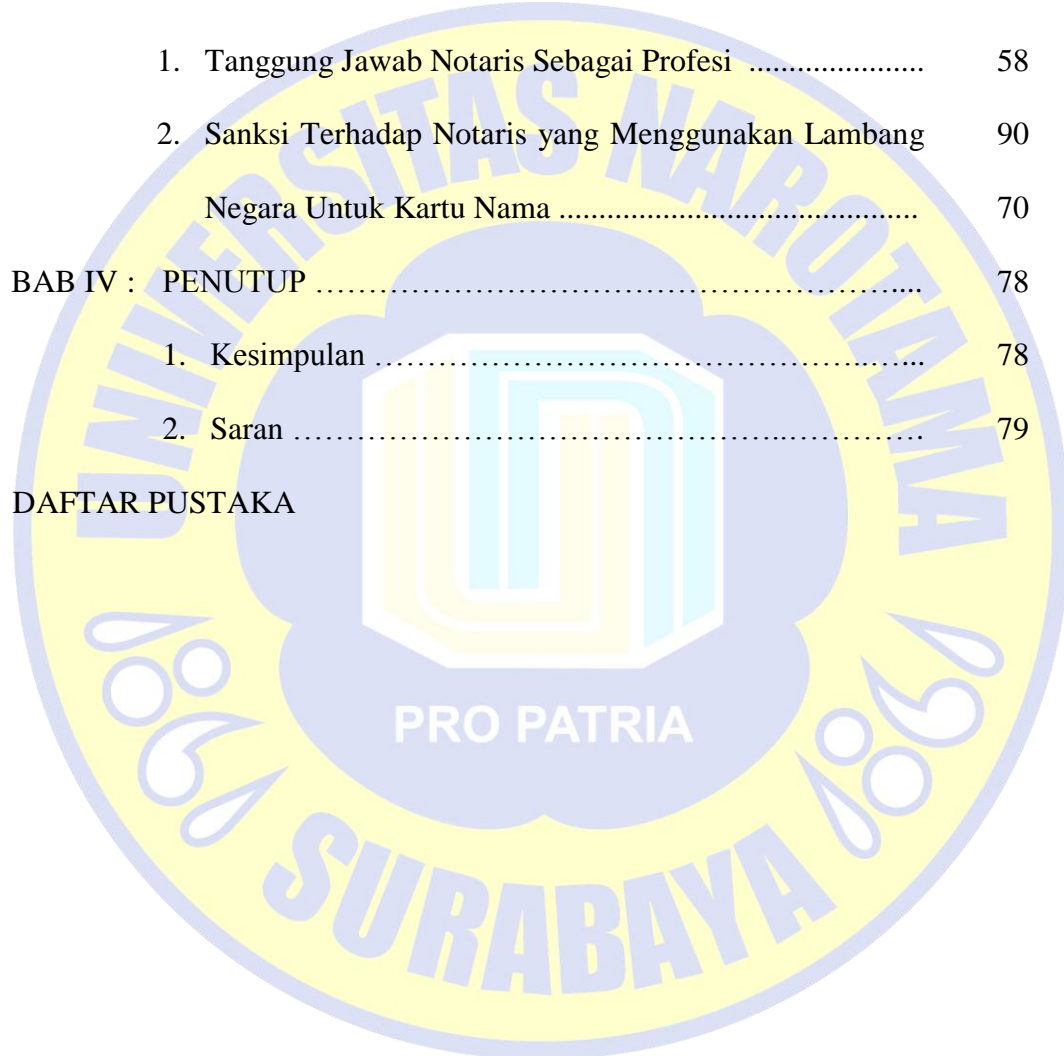 1. Tanggung Jawab Notaris Sebagai Profesi ...................... 58
2. Sanksi Terhadap Notaris yang Menggunakan Lambang 90
Negara Untuk Kartu Nama ............................................. 70
BAB IV : PENUTUP ………………………………………………….... 78
1. Kesimpulan …………………………………………….…... 78
2. Saran ………………………………………..…………. 79
DAFTAR PUSTAKA
UNIVERSITAS NAROTAMA
PRO PATRIA
1981
SURABAYA